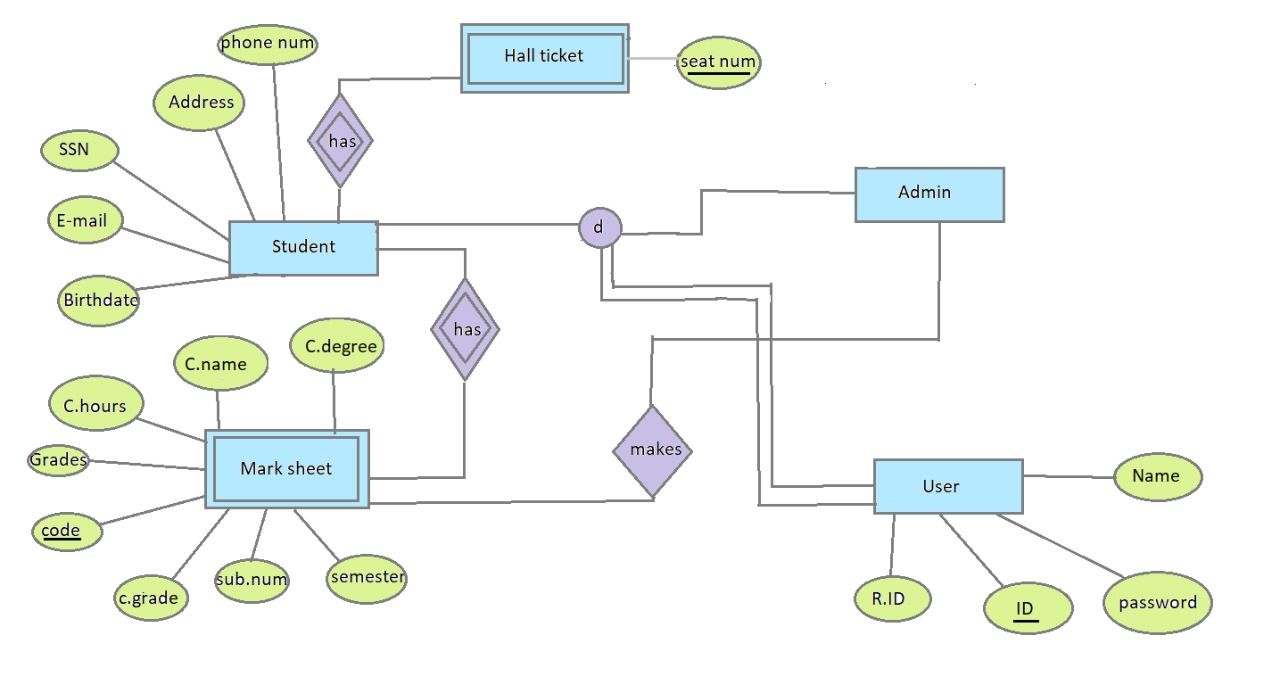 phone num
Hall ticket
seat num
Address
has
SSN
Admin
E-mail
d
Student
Birthdate
has
C.degree
C.name
C.hours
makes
Grades
Mark sheet
Name
User
code
sub.num
semester
c.grade
R.ID
ID
password